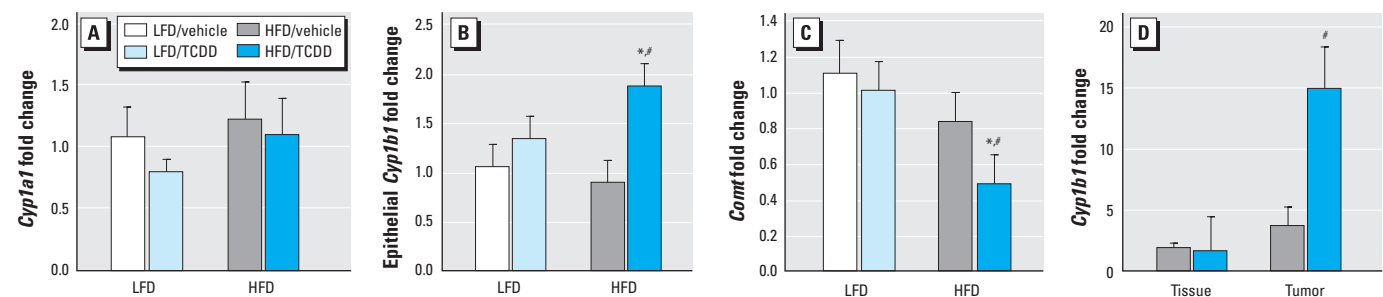 A
LFD/vehicle HFD/vehicle
LFD/TCDD HFD/TCDD
Cyp1a1 fold change
2.0
1.5
1.0
0.5
0.0
LFD HFD
B
Epithelial Cyp1b1 fold change
2.5
2.0
1.5
1.0
0.5
0.0
*,#
LFD HFD
C
Comt fold change
1.4
1.2
1.0
0.8
0.6
0.4
0.2
0.0
*,#
LFD HFD
D
Cyp1b1 fold change
20
15
10
5
0
#
Tissue Tumor